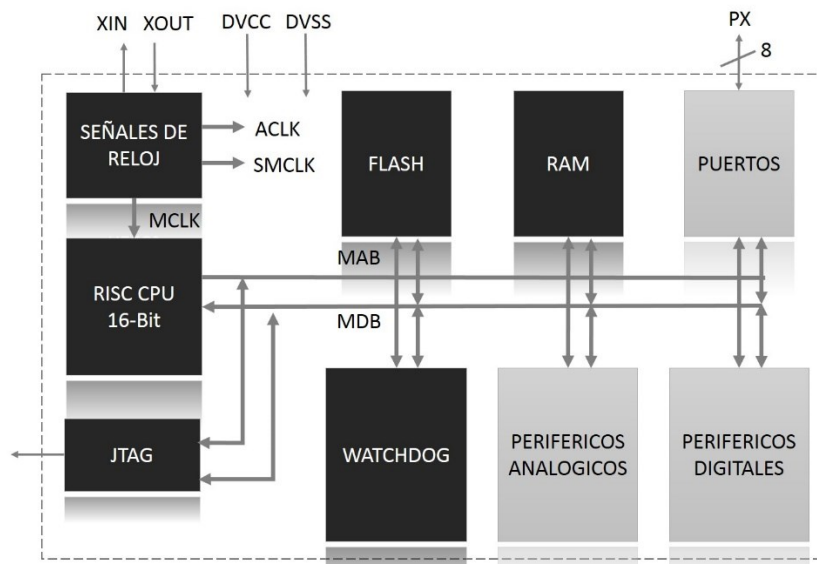 XIN XOUT DVCC DVSS PX
8
SEÑALES DE
RELOJ
ACLK
SMCLK
FLASH
RAM
PUERTOS
MCLK
MAB
RISC CPU
16-Bit
MDB
JTAG
WATCHDOG
PERIFERICOS
ANALOGICOS
PERIFERICOS
DIGITALES